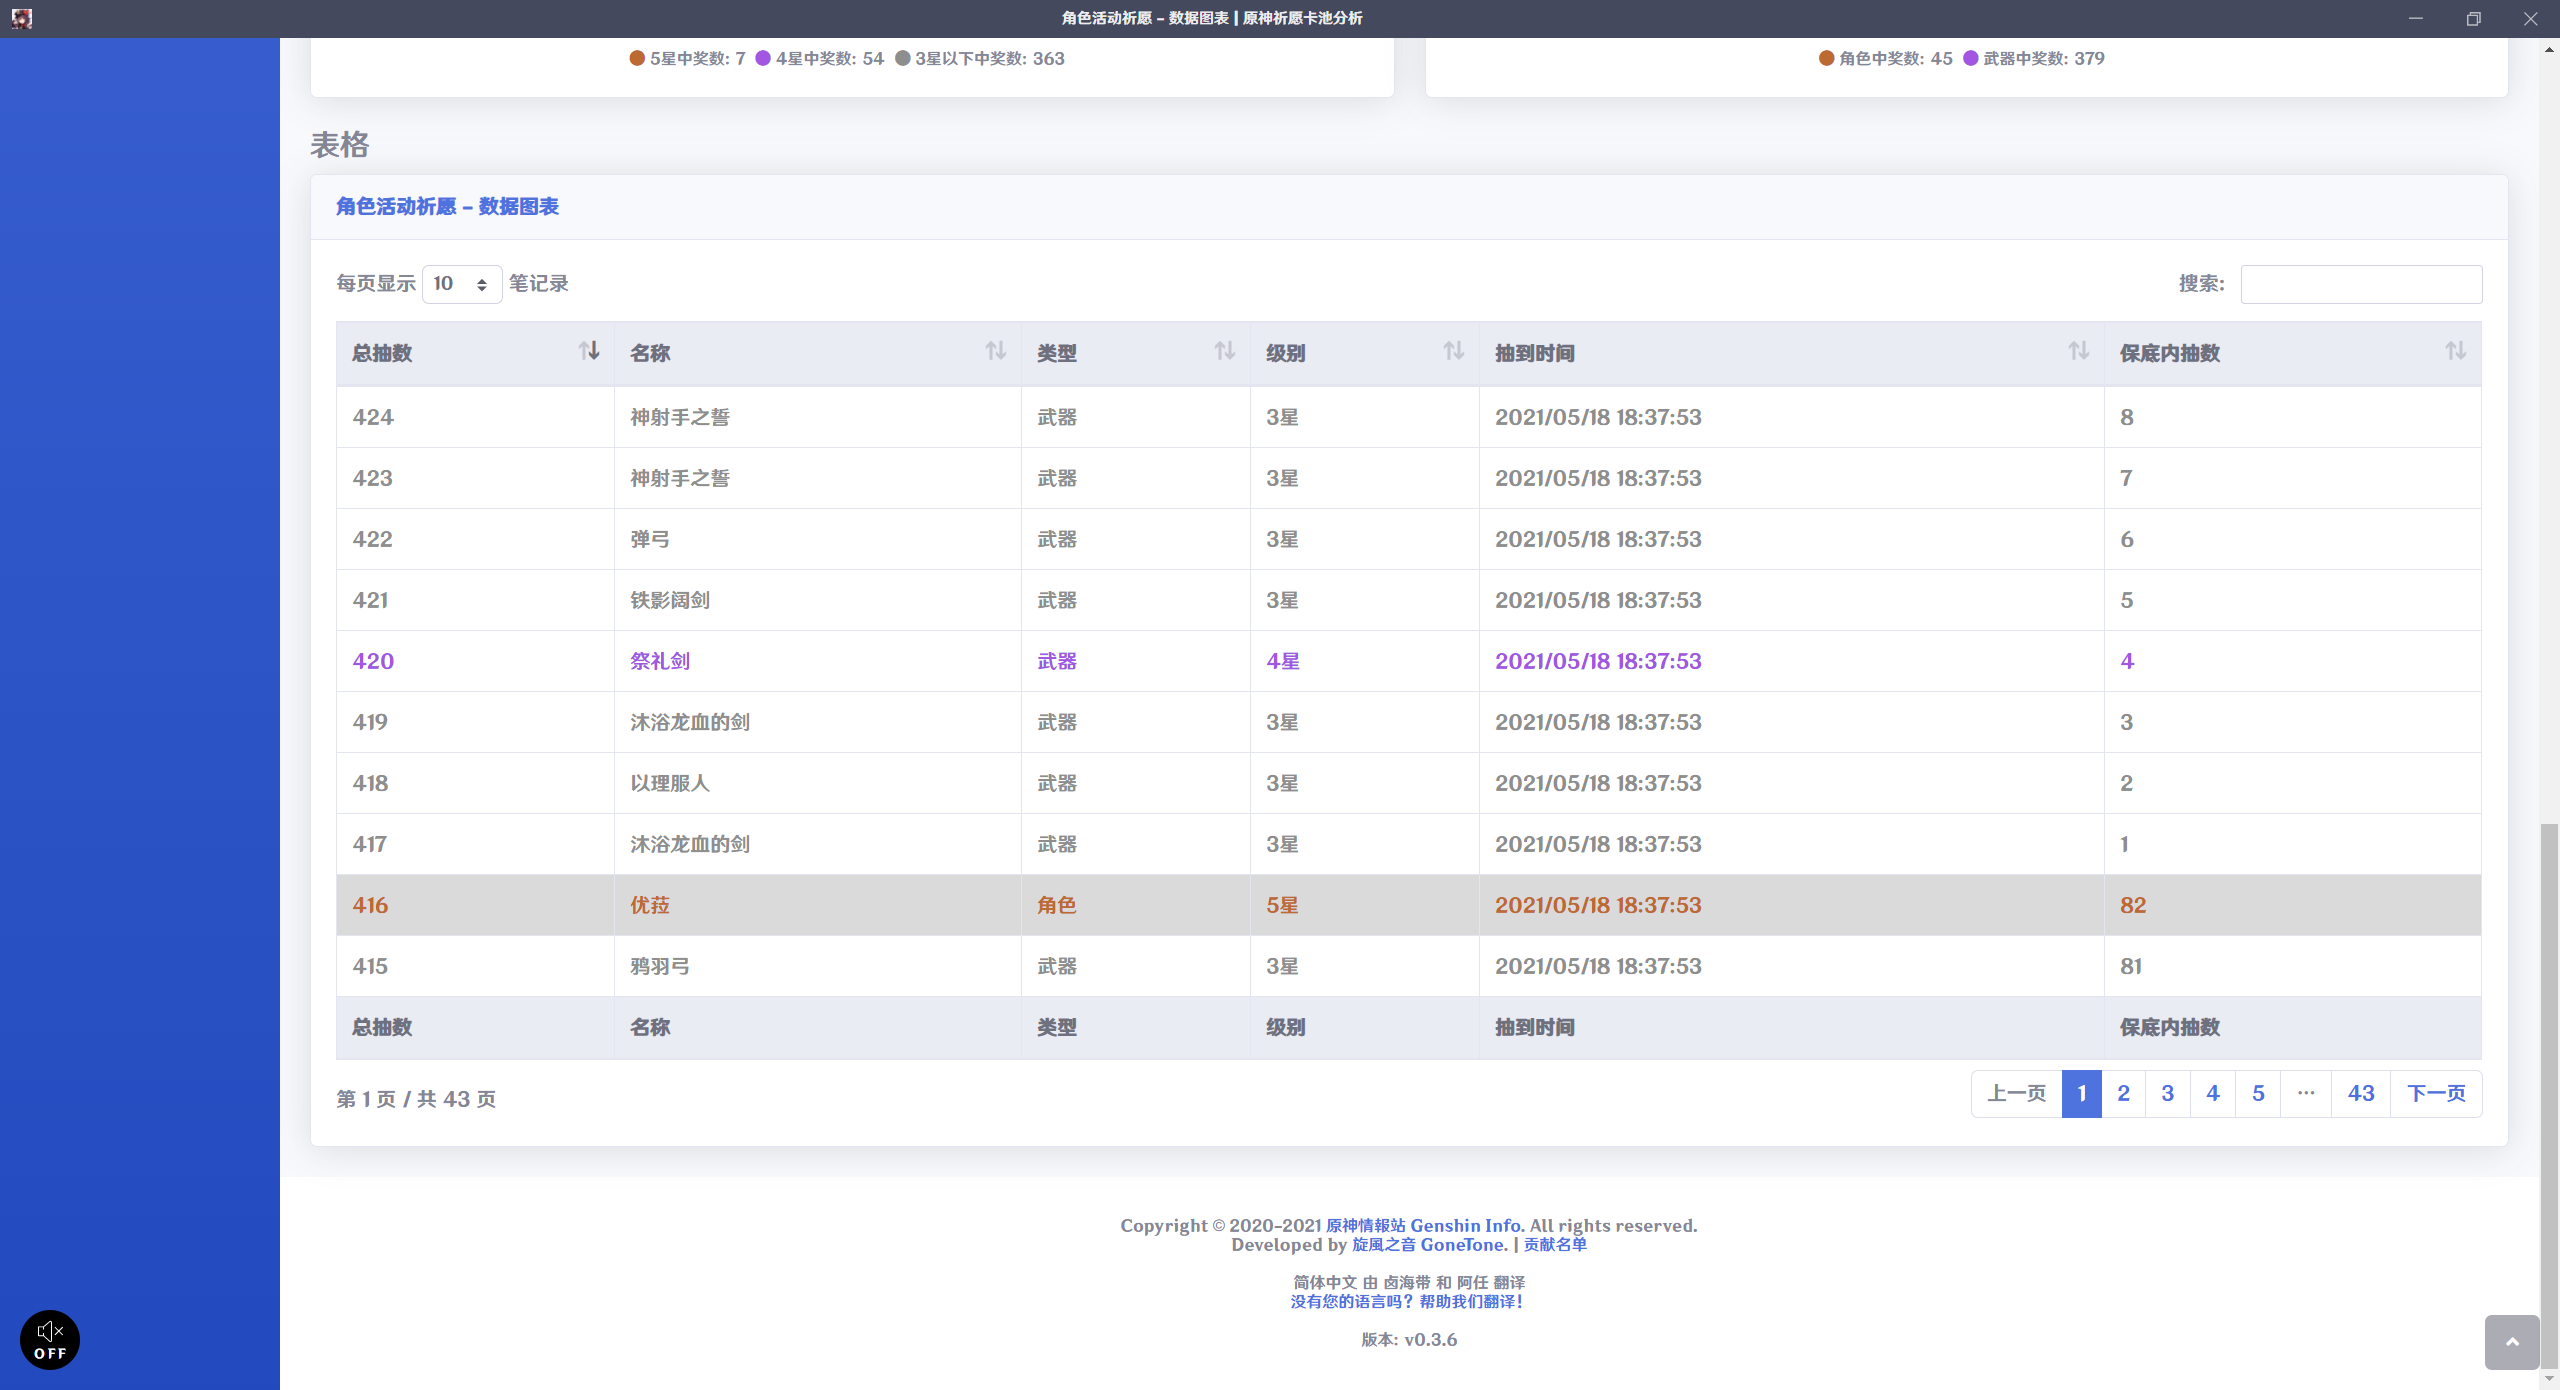 角色活动祈愿 - 数据图表 | 原神祈愿卡池分析
5星中奖数: 7 4星中奖数: 54 3星以下中奖数: 363
角色中奖数: 45 武器中奖数: 379
表格
角色活动祈愿 - 数据图表
每页显示 10 笔记录 搜索:
总抽数 名称 类型 级别 抽到时间 保底内抽数
424 神射手之誓 武器 3星 2021/05/18 18:37:53 8
423 神射手之誓 武器 3星 2021/05/18 18:37:53 7
422 弹弓 武器 3星 2021/05/18 18:37:53 6
421 铁影阔剑 武器 3星 2021/05/18 18:37:53 5
420 祭礼剑 武器 4星 2021/05/18 18:37:53 4
419 沐浴龙血的剑 武器 3星 2021/05/18 18:37:53 3
418 以理服人 武器 3星 2021/05/18 18:37:53 2
417 沐浴龙血的剑 武器 3星 2021/05/18 18:37:53 1
416 优菈 角色 5星 2021/05/18 18:37:53 82
415 鸦羽弓 武器 3星 2021/05/18 18:37:53 81
总抽数 名称 类型 级别 抽到时间 保底内抽数
第 1 页 / 共 43 页 上一页 1 2 3 4 5 … 43 下一页
Copyright © 2020-2021 原神情報站 Genshin Info. All rights reserved.
Developed by 旋風之音 GoneTone. | 贡献名单
简体中文 由 卤海带 和 阿任 翻译
没有您的语言吗？帮助我们翻译！
版本: v0.3.6
OFF